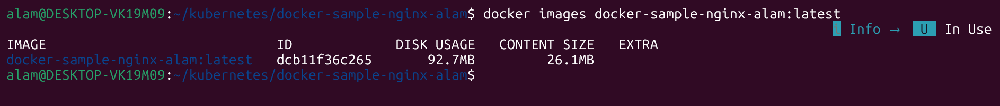 alam@DESKTOP-VK19M09:~/kubernetes/docker-sample-nginx-alam$ docker images docker-sample-nginx-alam:latest
i Info → U In Use
IMAGE ID DISK USAGE CONTENT SIZE EXTRA
docker-sample-nginx-alam:latest dcb11f36c265 92.7MB 26.1MB
alam@DESKTOP-VK19M09:~/kubernetes/docker-sample-nginx-alam$